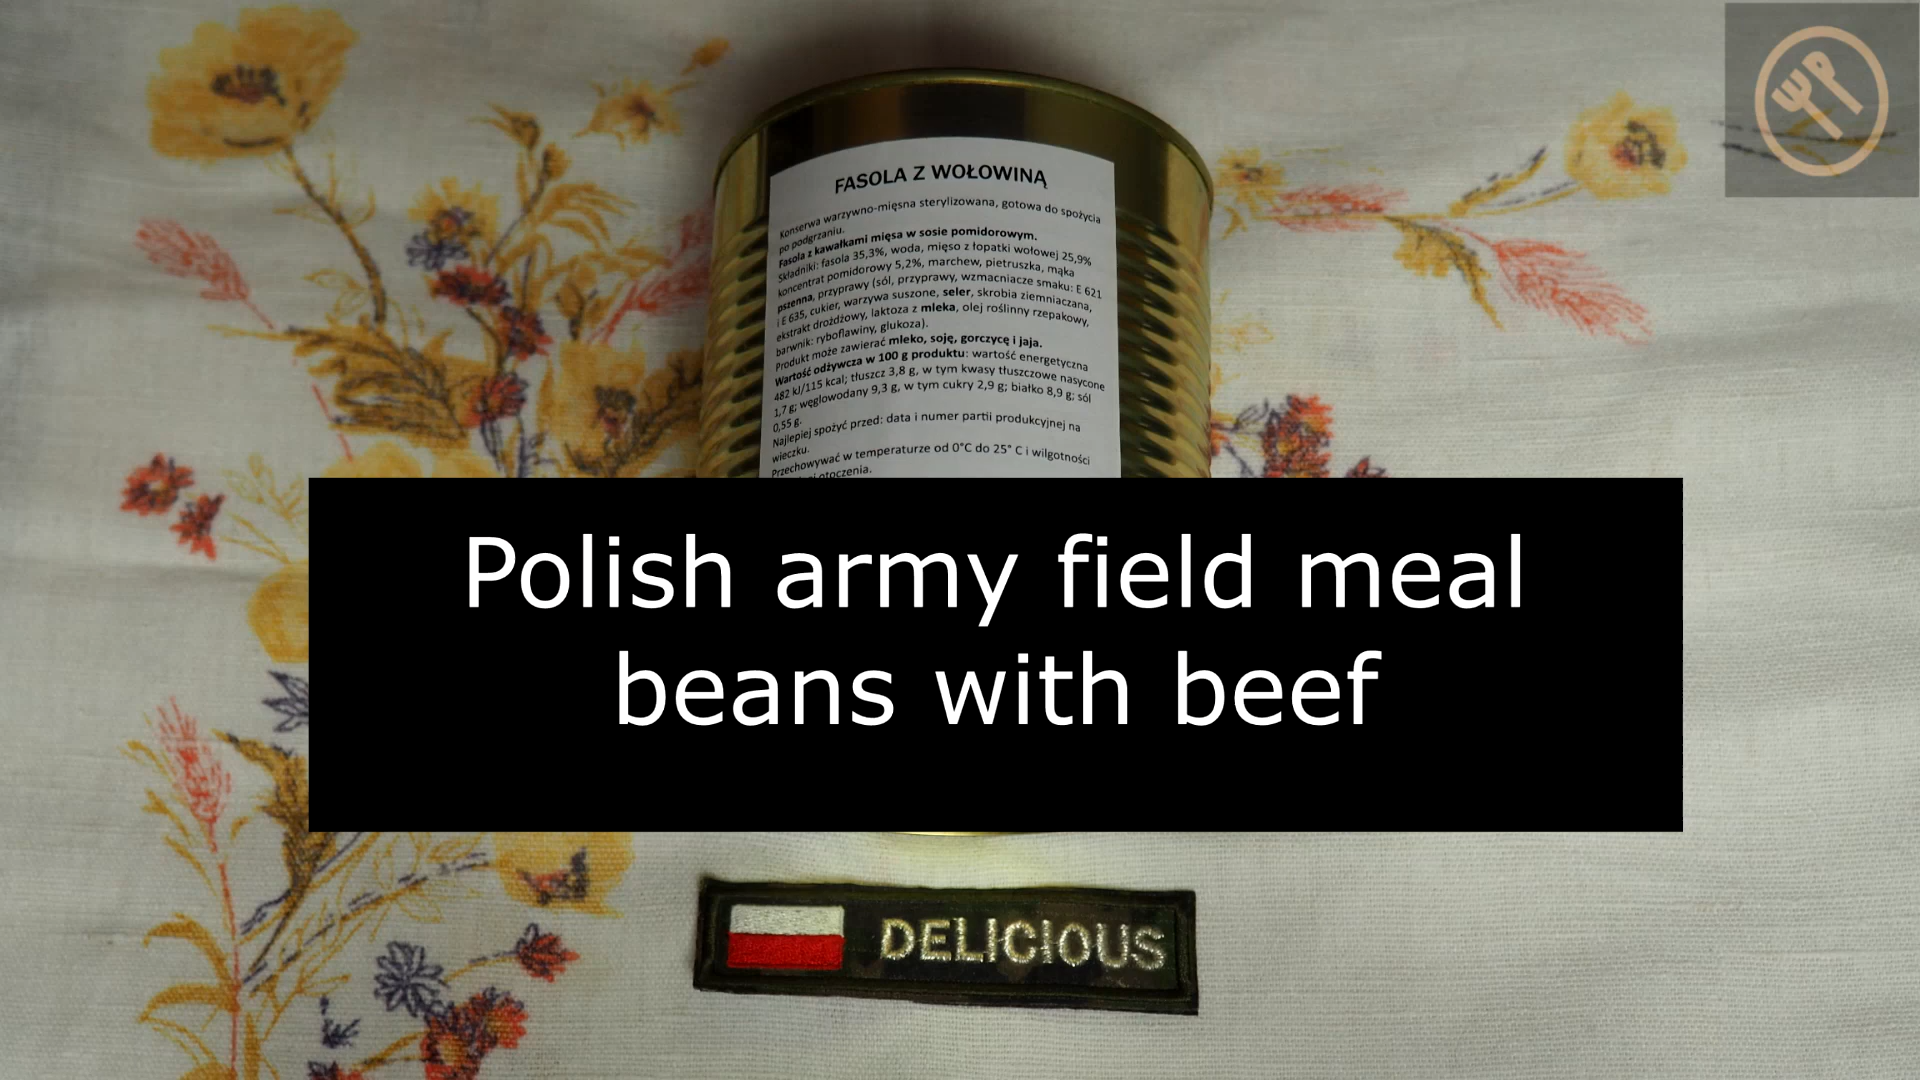 FASOLA Z WOŁOWINĄ
Konserwa warzywno-mięsna sterylizowana, gotowa do spożycia
po podgrzaniu.
Fasola z kawałkami mięsa w sosie pomidorowym.
Składniki: fasola 35,3%, woda, mięso z łopatki wołowej 25,9%
koncentrat pomidorowy 5,2%, marchew, pietruszka, mąka
pszenna, przyprawy (sól, przyprawy, wzmacniacze smaku: E 621
i E 635, cukier, warzywa suszone, seler, skrobia ziemniaczana,
ekstrakt drożdżowy, laktoza z mleka, olej roślinny rzepakowy,
barwnik: ryboflawiny, glukoza).
Produkt może zawierać mleko, soję, gorczycę i jaja.
Wartość odżywcza w 100 g produktu: wartość energetyczna
482 kJ/115 kcal; tłuszcz 3,8 g, w tym kwasy tłuszczowe nasycone
1,7 g; węglowodany 9,3 g, w tym cukry 2,9 g; białko 8,9 g; sól
0,55 g.
Najlepiej spożyć przed: data i numer partii produkcyjnej na
wieczku.
Przechowywać w temperaturze od 0°C do 25° C i wilgotności
otoczenia.
Polish army field meal
beans with beef
DELICIOUS